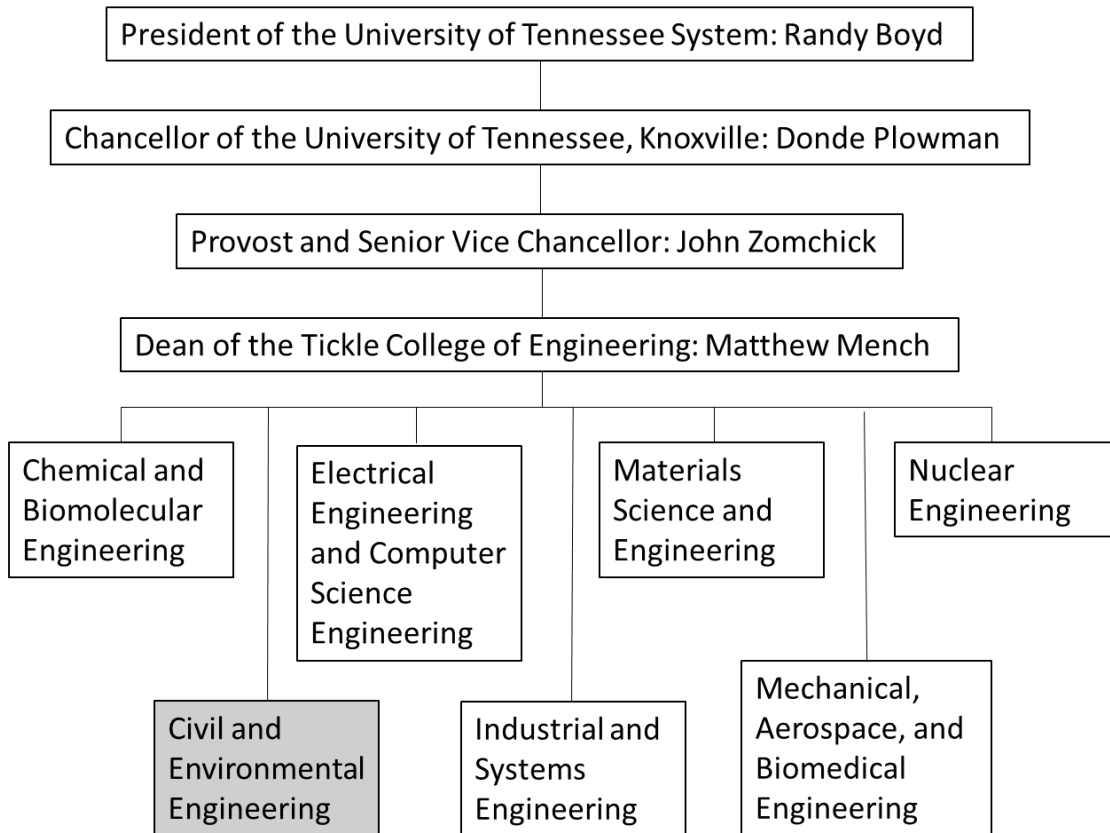 President of the University of Tennessee System: Randy Boyd
Chancellor of the University of Tennessee, Knoxville: Donde Plowman
Provost and Senior Vice Chancellor: John Zomchick
Dean of the Tickle College of Engineering: Matthew Mench
Chemical and
Biomolecular
Engineering
Electrical
Engineering
and Computer
Science
Engineering
Materials
Science and
Engineering
Nuclear
Engineering
Civil and
Environmental
Engineering
Industrial and
Systems
Engineering
Mechanical,
Aerospace, and
Biomedical
Engineering